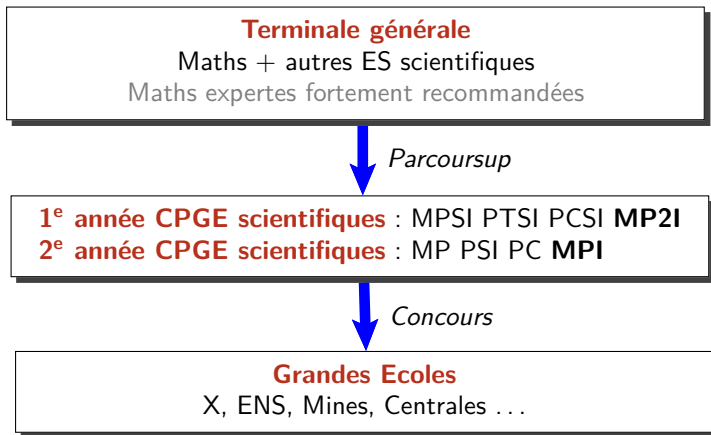 Terminale générale
Maths + autres ES scientifiques
Maths expertes fortement recommandées
Parcoursup
1e année CPGE scientifiques : MPSI PTSI PCSI MP2I
2e année CPGE scientifiques : MP PSI PC MPI
Concours
Grandes Ecoles
X, ENS, Mines, Centrales ...